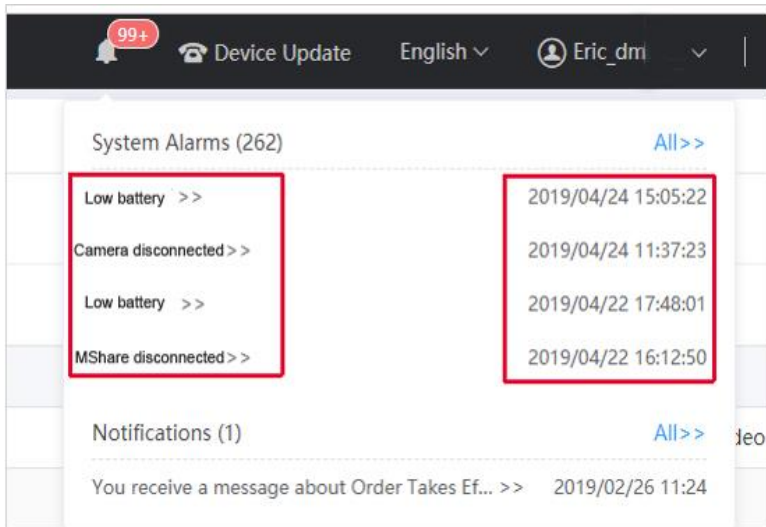 99+
Device Update English Eric_dm
System Alarms (262) All>>
Low battery >> 2019/04/24 15:05:22
Camera disconnected>> 2019/04/24 11:37:23
Low battery >> 2019/04/22 17:48:01
MShare disconnected>> 2019/04/22 16:12:50
Notifications (1) All>>
You receive a message about Order Takes Ef... >> 2019/02/26 11:24